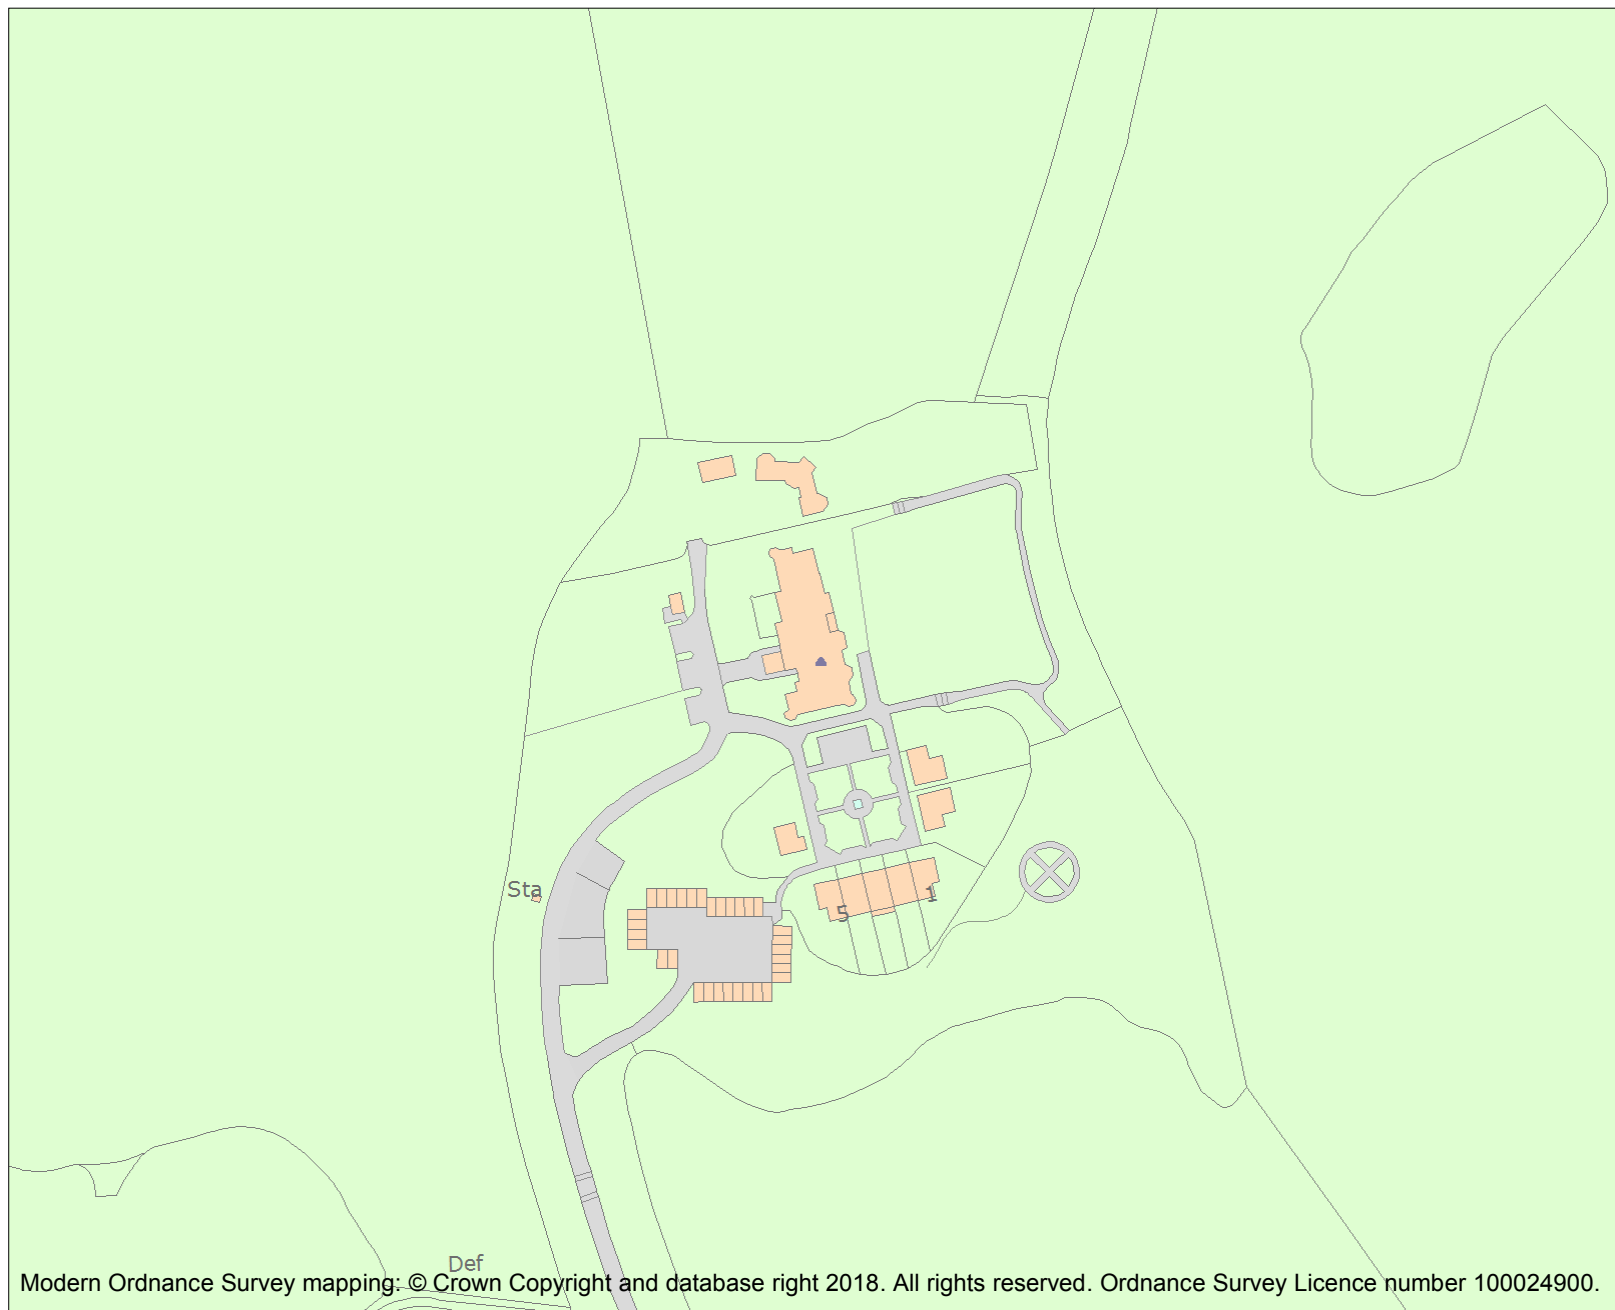 Sta
5
1
Def
Modern Ordnance Survey mapping: © Crown Copyright and database right 2018. All rights reserved. Ordnance Survey Licence number 100024900.